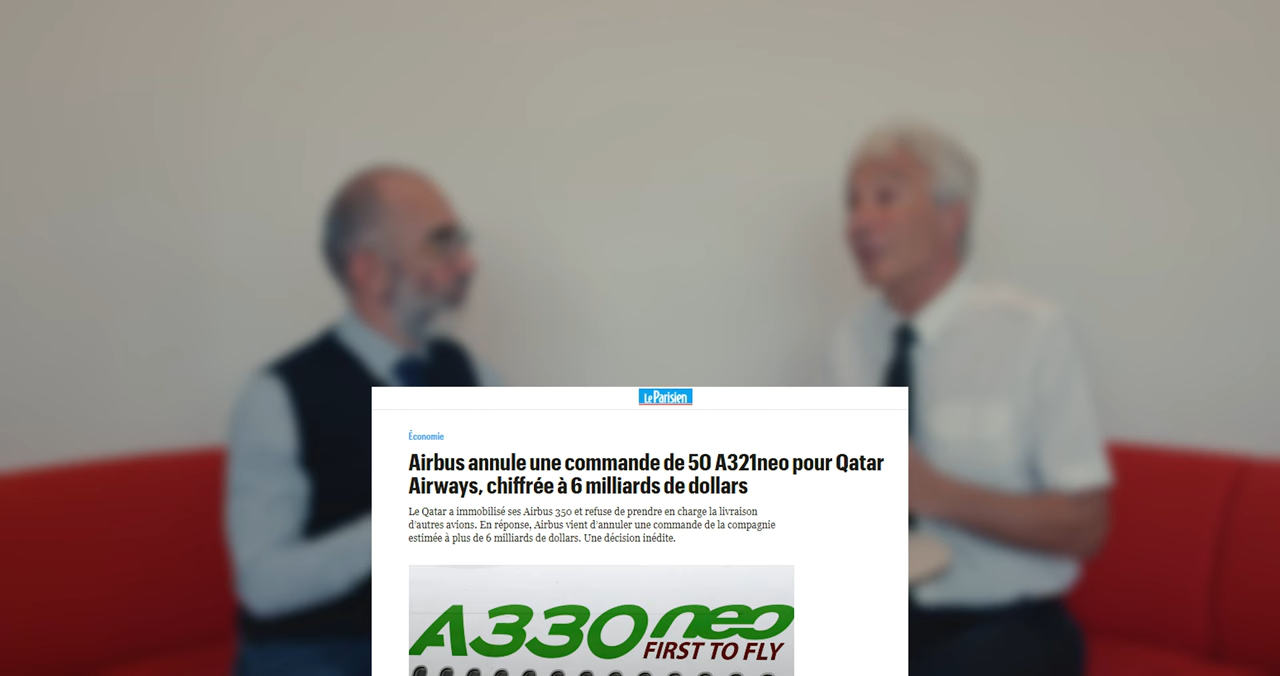 Le Parisien
Économie
Airbus annule une commande de 50 A321neo pour Qatar
Airways, chiffrée à 6 milliards de dollars
Le Qatar a immobilisé ses Airbus 350 et refuse de prendre en charge la livraison
d'autres avions. En réponse, Airbus vient d'annuler une commande de la compagnie
estimée à plus de 6 milliards de dollars. Une décision inédite.
A330neo
FIRST TO FLY